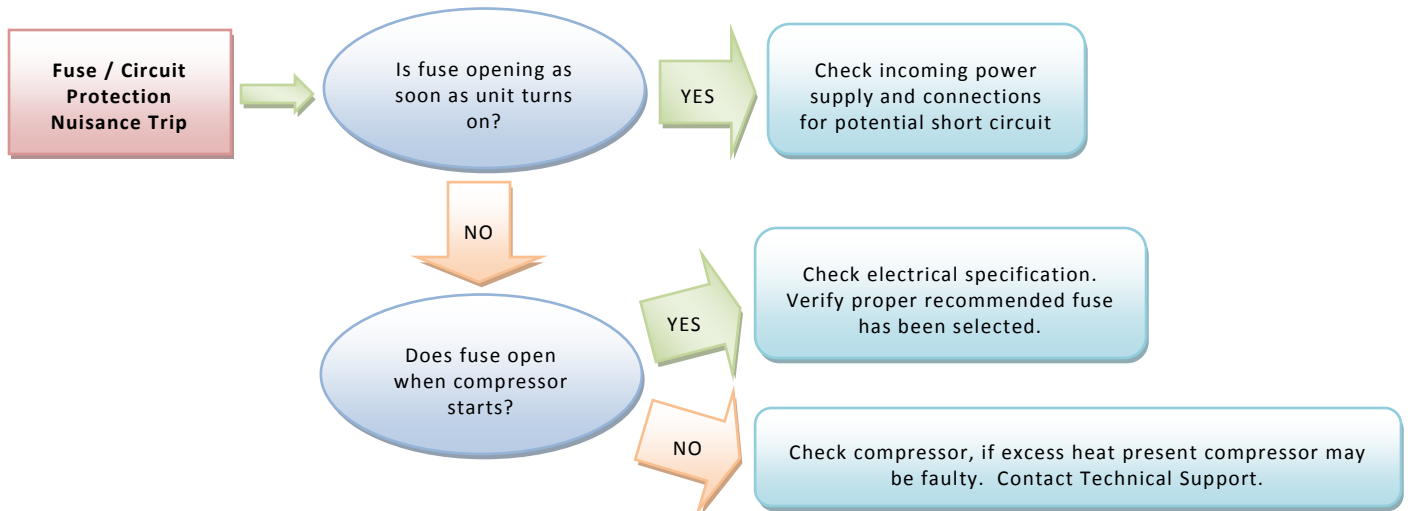 Fuse / Circuit
Protection
Nuisance Trip
Is fuse opening as
soon as unit turns
on?
YES
Check incoming power
supply and connections
for potential short circuit
NO
Does fuse open
when compressor
starts?
YES
Check electrical specification.
Verify proper recommended fuse
has been selected.
NO
Check compressor, if excess heat present compressor may
be faulty.  Contact Technical Support.